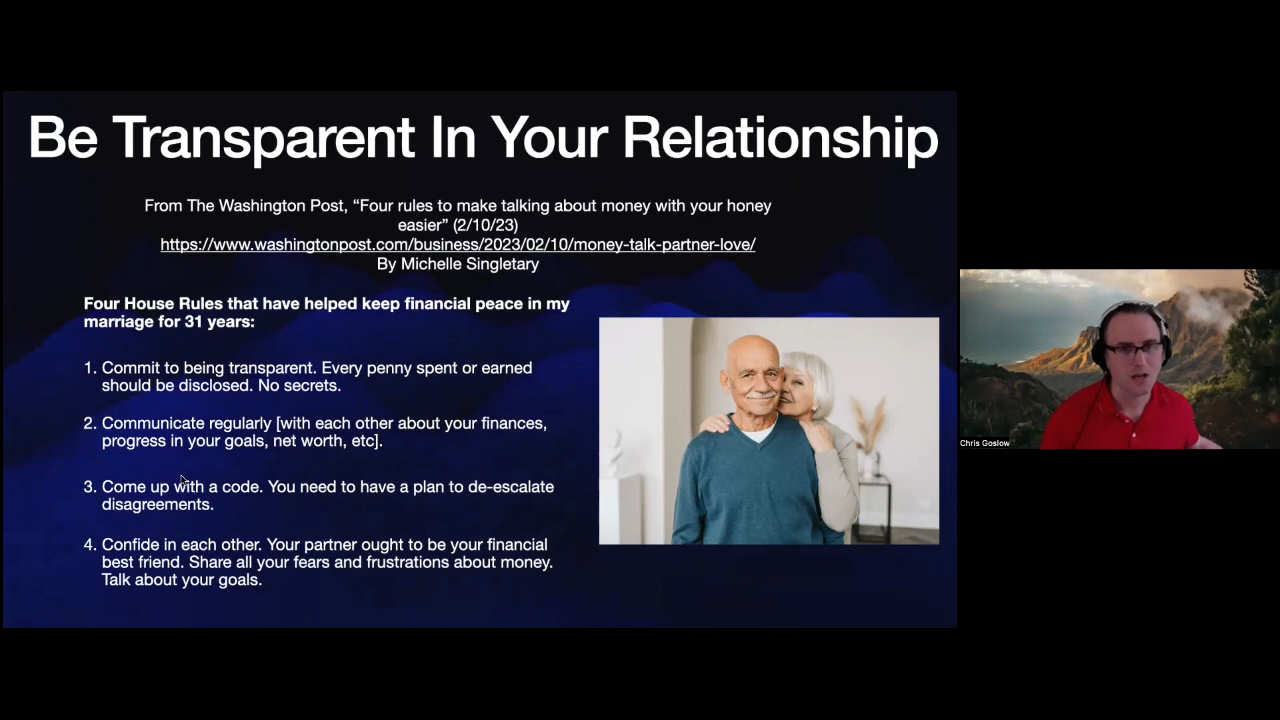 Be Transparent In Your Relationship
From The Washington Post, “Four rules to make talking about money with your honey
easier” (2/10/23)
https://www.washingtonpost.com/business/2023/02/10/money-talk-partner-love/
By Michelle Singletary
Four House Rules that have helped keep financial peace in my
marriage for 31 years:
1. Commit to being transparent. Every penny spent or earned
should be disclosed. No secrets.
2. Communicate regularly [with each other about your finances,
progress in your goals, net worth, etc].
3. Come up with a code. You need to have a plan to de-escalate
disagreements.
4. Confide in each other. Your partner ought to be your financial
best friend. Share all your fears and frustrations about money.
Talk about your goals.
Chris Goslow